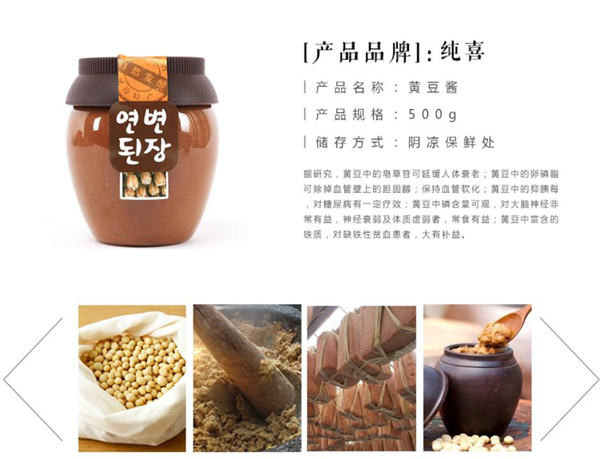 [产品品牌]:纯喜
产品名称：黄豆酱
产品规格：500g
储存方式：阴凉保鲜处
据研究，黄豆中的皂草苷可延缓人体衰老；黄豆中的卵磷脂
可除掉血管壁上的胆固醇；保持血管软化；黄豆中的抑胰每
，对糖尿病有一定疗效；黄豆中磷含量可观，对大脑神经非
常有益，神经衰弱及体质虚弱者，常食有益；黄豆中富含的
铁质，对缺铁性贫血患者，大有补益。
自然发酵
연변
된장